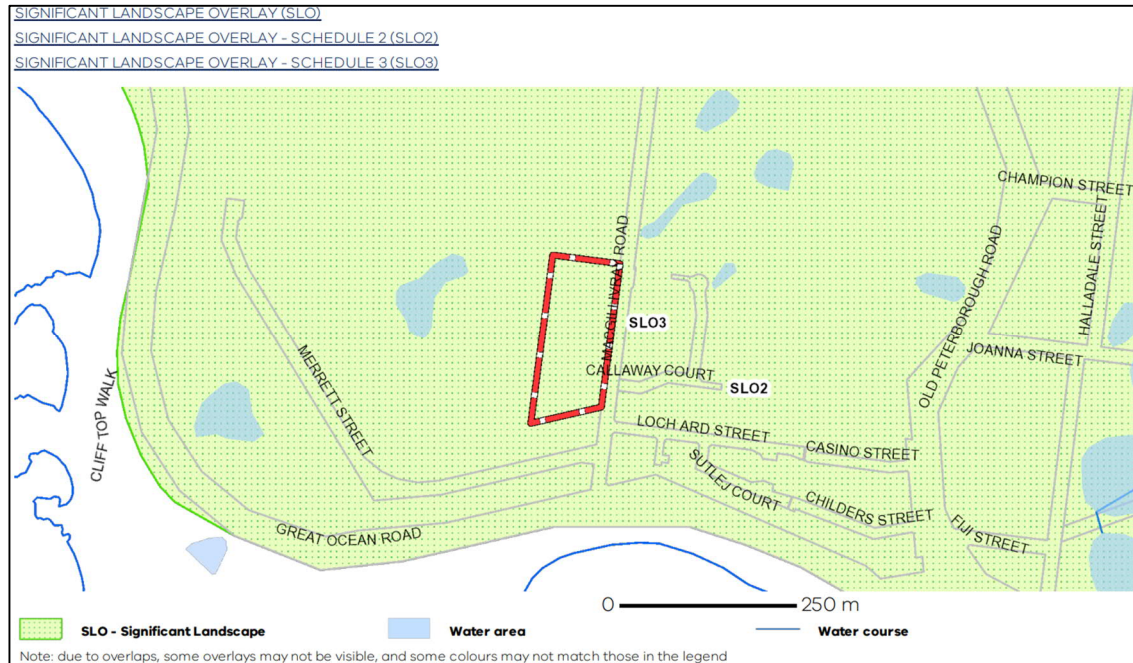 SIGNIFICANT LANDSCAPE OVERLAY (SLO)
SIGNIFICANT LANDSCAPE OVERLAY - SCHEDULE 2 (SLO2)
SIGNIFICANT LANDSCAPE OVERLAY - SCHEDULE 3 (SLO3)
CHAMPION STREET
HALLADALE STREET
MACGILLIVRAY ROAD
OLD PETERBOROUGH ROAD
SLO3
JOANNA STREET
MERRETT STREET
CALLAWAY COURT
SLO2
CLIFF TOP WALK
LOCH ARD STREET
CASINO STREET
SUTLEJ COURT
CHILDERS STREET
FIJI STREET
GREAT OCEAN ROAD
0 250 m
SLO - Significant Landscape
Water area
Water course
Note: due to overlaps, some overlays may not be visible, and some colours may not match those in the legend